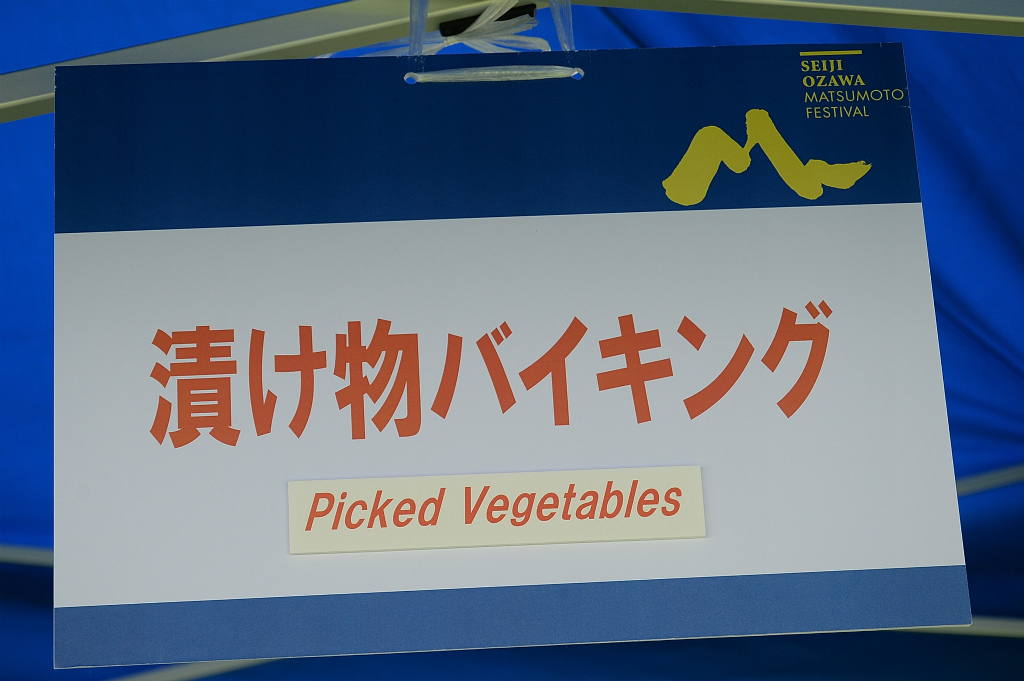 SEIJI
OZAWA
MATSUMOTO
FESTIVAL
漬け物バイキング
Picked Vegetables